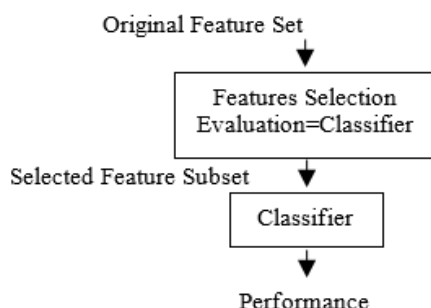 Original Feature Set
Features Selection
Evaluation=Classifier
Selected Feature Subset
Classifier
Performance